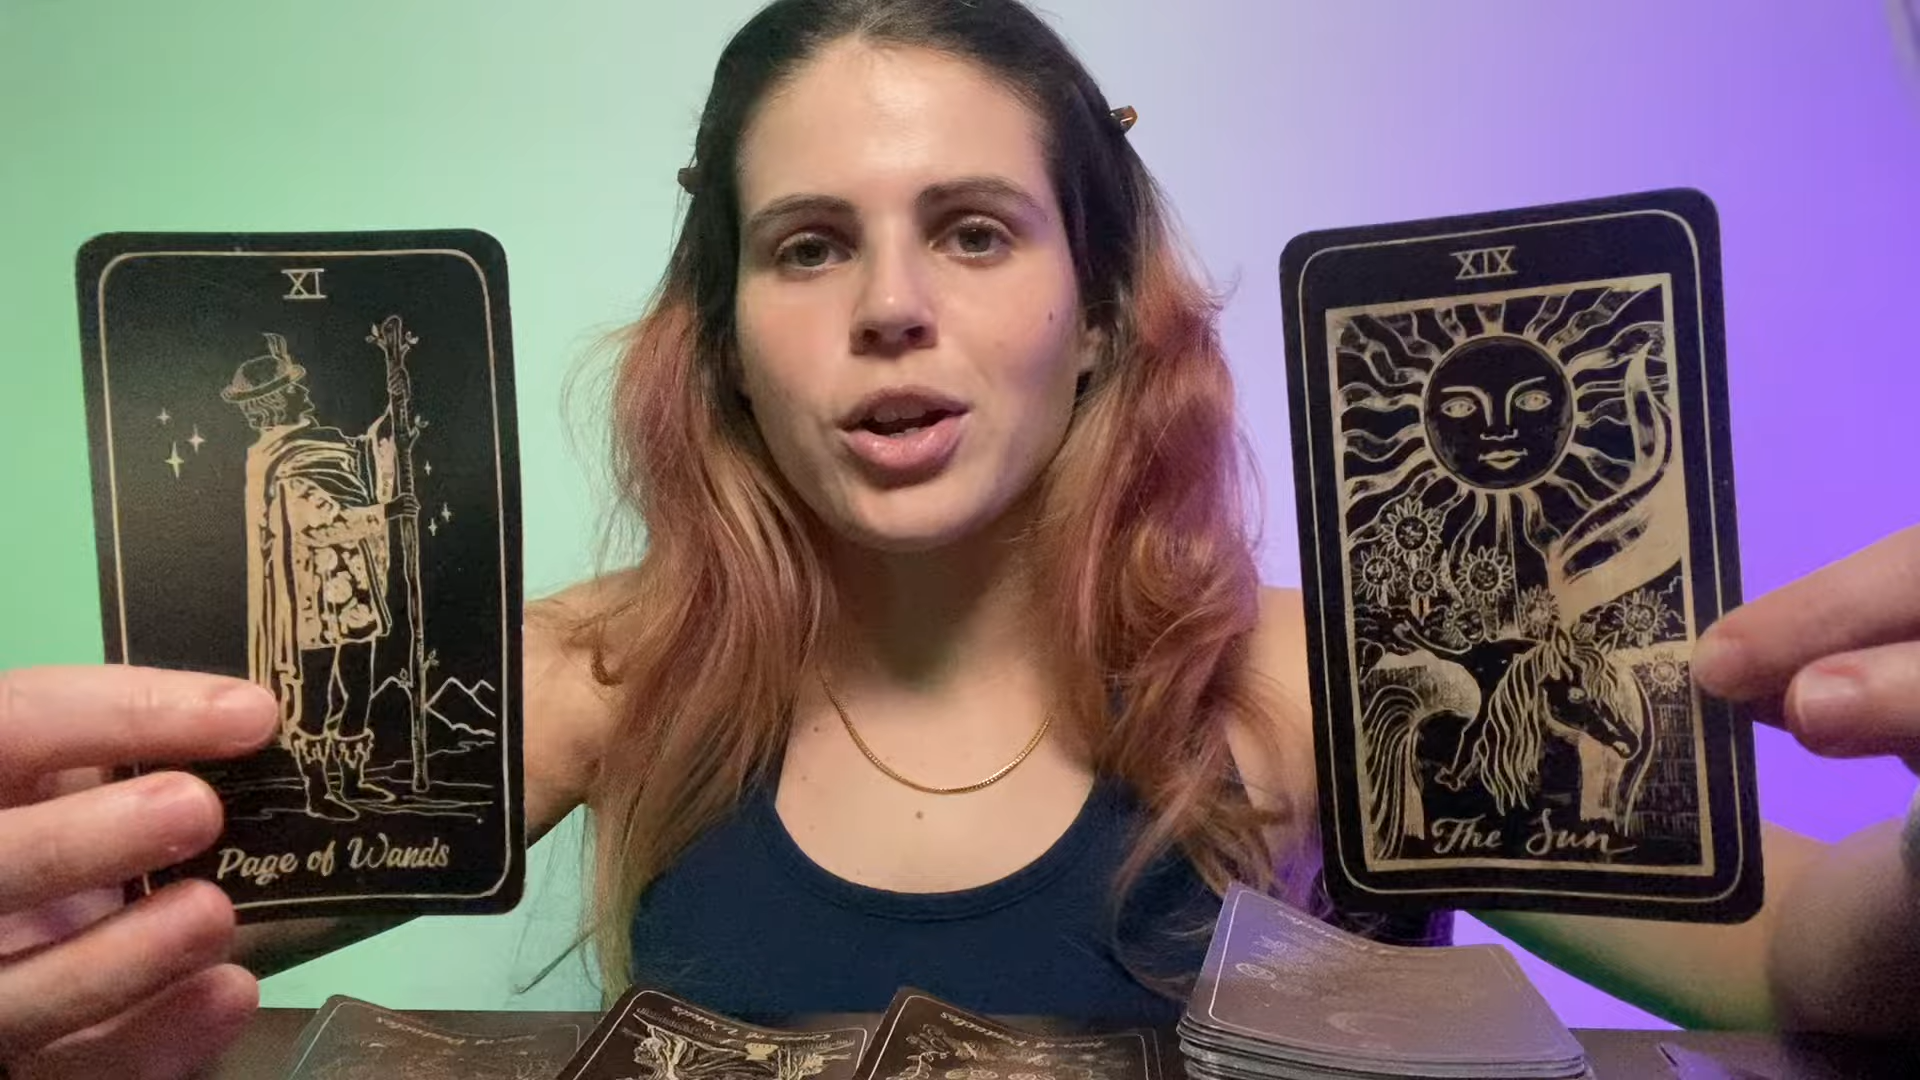 XI
Page of Wands
XIX
The Sun